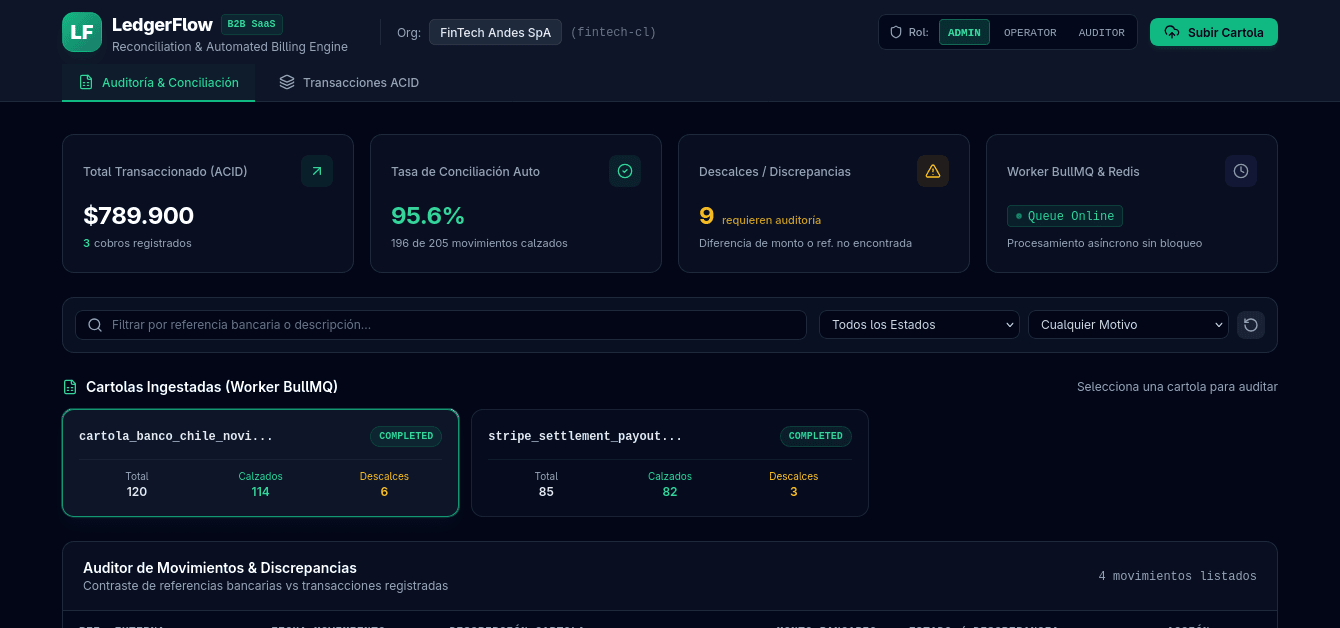 LF
LedgerFlow
B2B SaaS
Reconciliation & Automated Billing Engine
Org:
FinTech Andes SpA
(fintech-cl)
Rol:
ADMIN
OPERATOR
AUDITOR
Subir Cartola
Auditoría & Conciliación
Transacciones ACID
Total Transaccionado (ACID)
$789.900
3 cobros registrados
Tasa de Conciliación Auto
95.6%
196 de 205 movimientos calzados
Descalces / Discrepancias
9 requieren auditoría
Diferencia de monto o ref. no encontrada
Worker BullMQ & Redis
Queue Online
Procesamiento asíncrono sin bloqueo
Filtrar por referencia bancaria o descripción...
Todos los Estados
Cualquier Motivo
Cartolas Ingestadas (Worker BullMQ)
Selecciona una cartola para auditar
cartola_banco_chile_novi...
COMPLETED
Total
Calzados
Descalces
120
114
6
stripe_settlement_payout...
COMPLETED
Total
Calzados
Descalces
85
82
3
Auditor de Movimientos & Discrepancias
Contraste de referencias bancarias vs transacciones registradas
4 movimientos listados